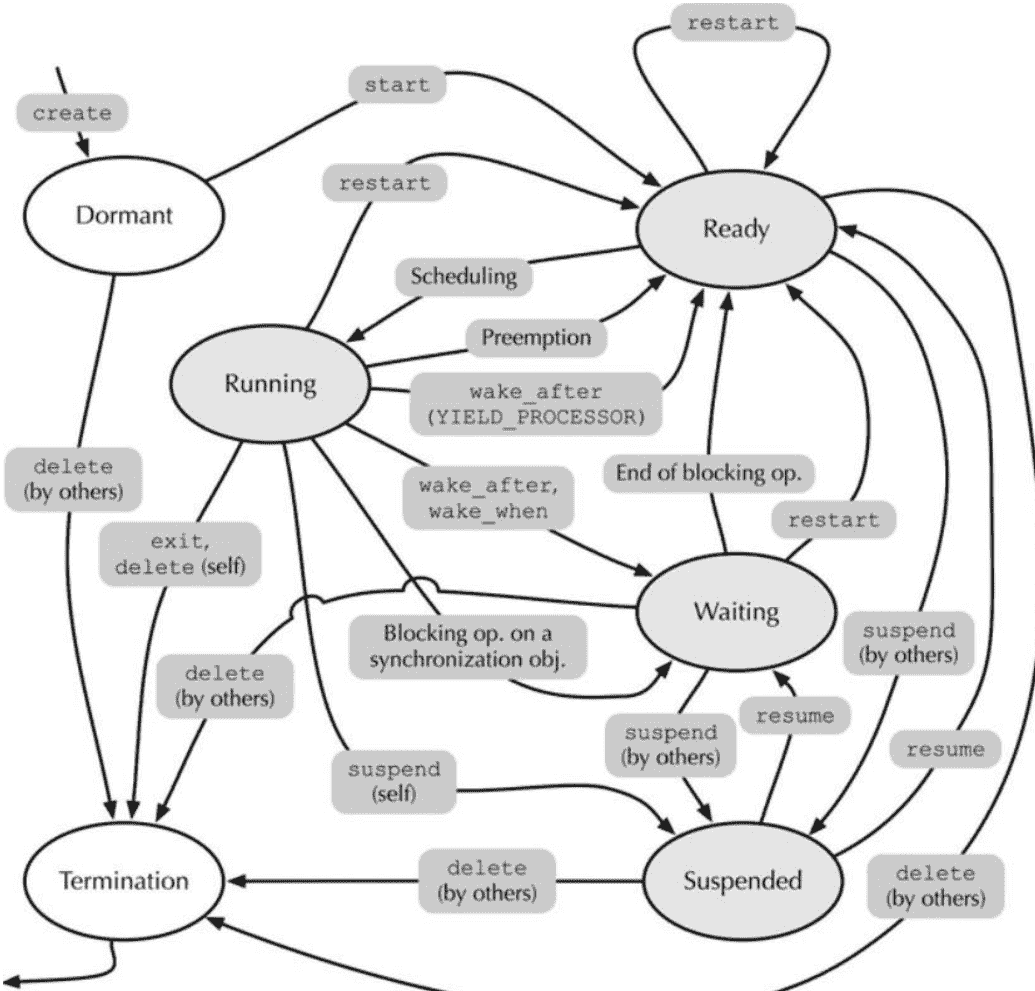 restart
start
create
restart
Dormant
Ready
Scheduling
Preemption
Running
wake_after
(YIELD_PROCESSOR)
delete
(by others)
wake_after,
wake_when
End of blocking op.
restart
exit,
delete (self)
Waiting
Blocking op. on a
synchronization obj.
suspend
(by others)
delete
(by others)
suspend
(by others)
resume
resume
suspend
(self)
Termination
delete
(by others)
Suspended
delete
(by others)